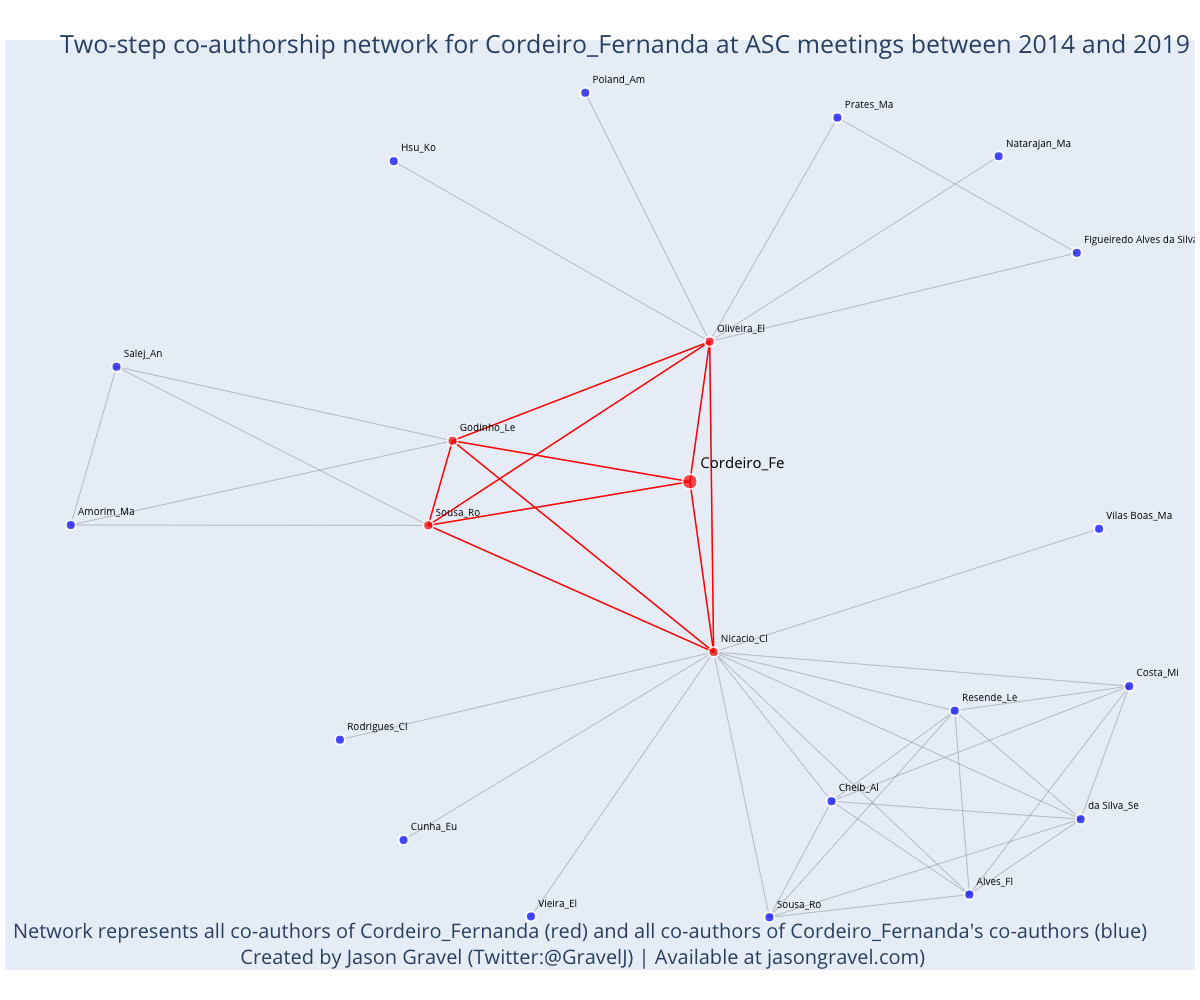 Two-step co-authorship network for Cordeiro_Fernanda at ASC meetings between 2014 and 2019
Poland_Am
Prates_Ma
Hsu_Ko
Natarajan_Ma
Figueiredo Alves da Silva
Oliveira_El
Salej_An
Godinho_Le
Cordeiro_Fe
Amorim_Ma
Sousa_Ro
Vilas Boas_Ma
Nicacio_Cl
Costa_Mi
Resende_Le
Rodrigues_Cl
Cheib_Al
da Silva_Se
Cunha_Eu
Alves_Fl
Vieira_El
Sousa_Ro
Network represents all co-authors of Cordeiro_Fernanda (red) and all co-authors of Cordeiro_Fernanda's co-authors (blue)
Created by Jason Gravel (Twitter:@GravelJ) | Available at jasongravel.com)